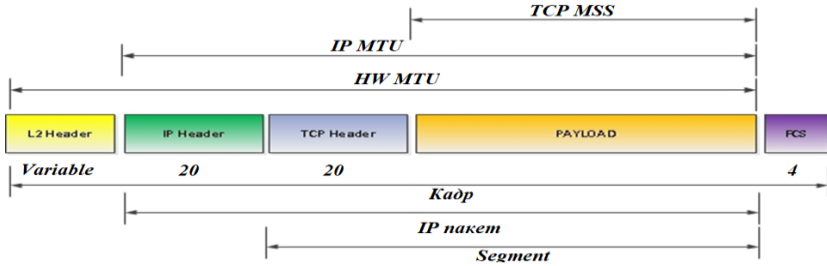 TCP MSS
IP MTU
HW MTU
L2 Header IP Header TCP Header PAYLOAD FCS
Variable 20 20 4
Кадр
IP пакет
Segment